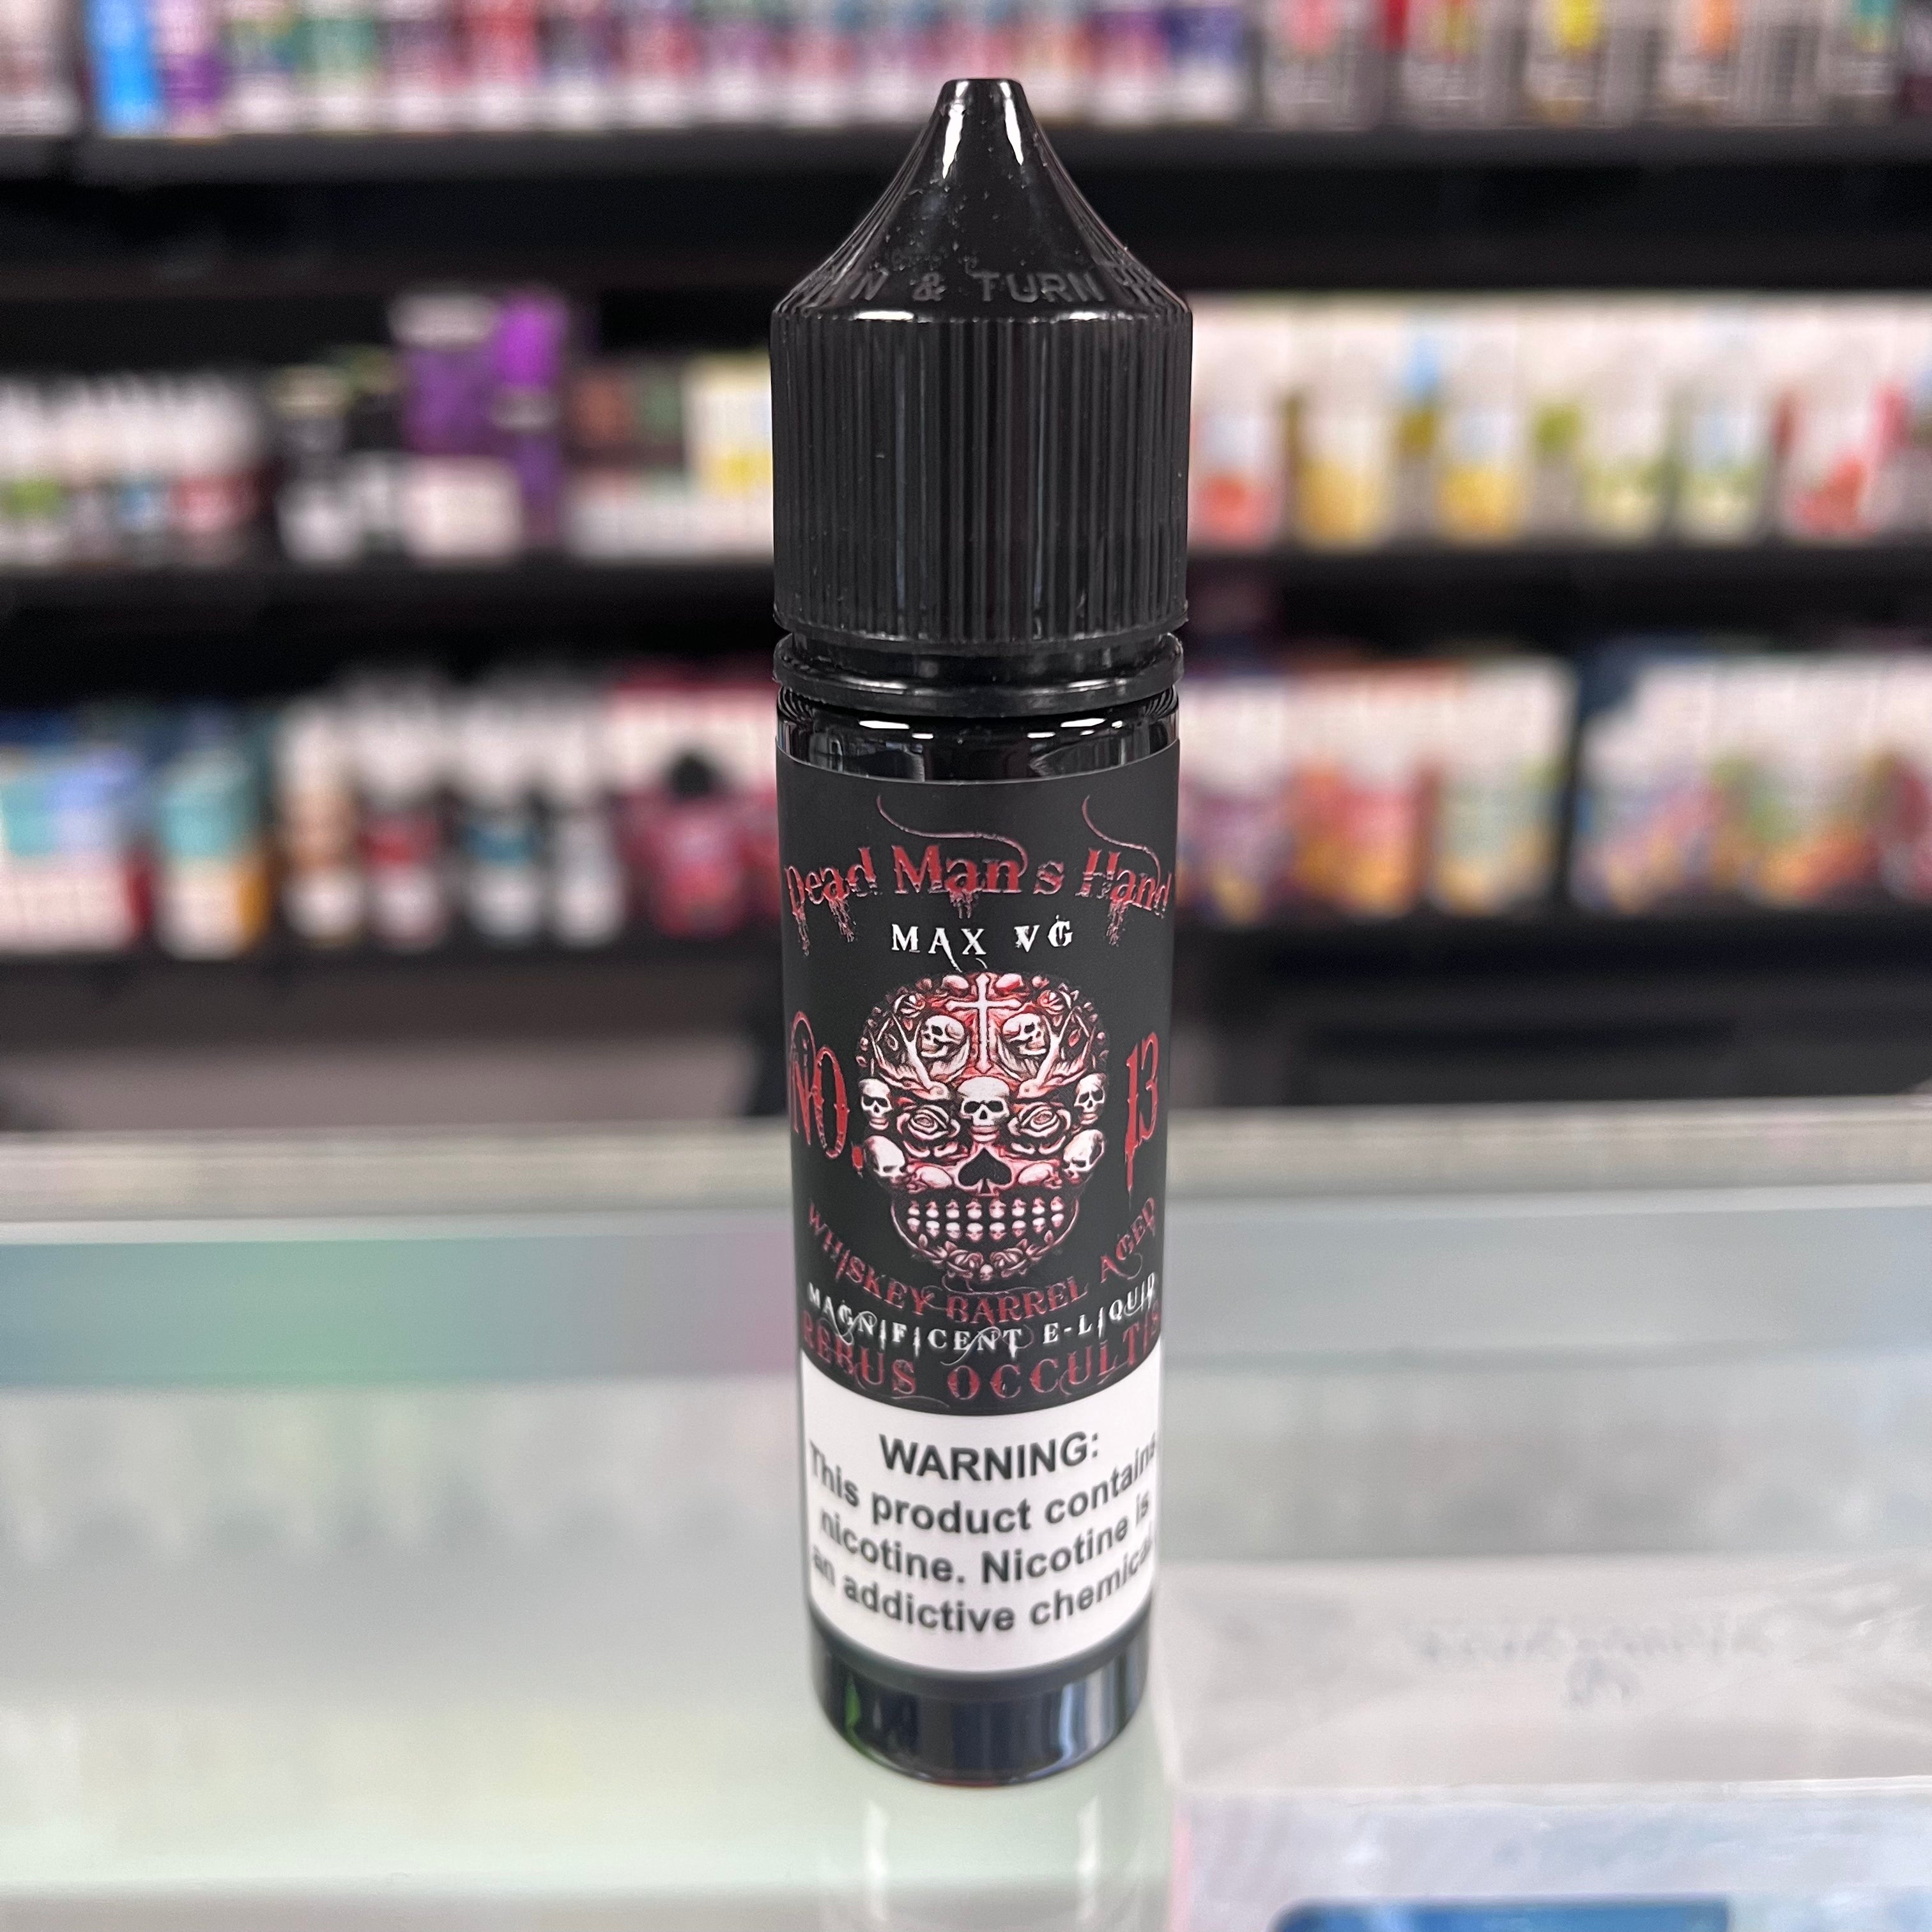 & TURN
Dead Man's Hand
MAX VG
NO. 13
WHISKEY BARREL AGED
MAGNIFICENT E-LIQUID
REBUS OCCULTIS
WARNING:
This product contains
nicotine. Nicotine is
an addictive chemical.